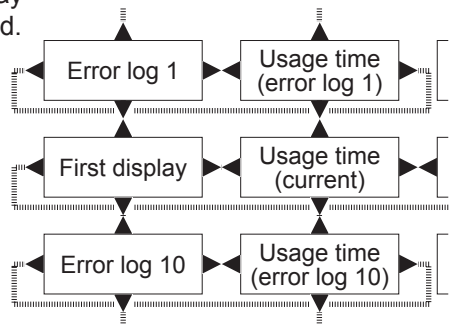 ay
d.
Error log 1
Usage time
(error log 1)
First display
Usage time
(current)
Error log 10
Usage time
(error log 10)